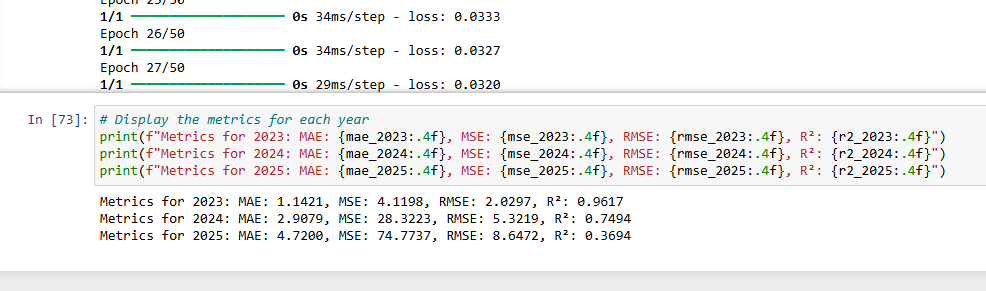 Epoch 25/50
1/1 ━━━━━━━━━━━━━━━━━━━━ 0s 34ms/step - loss: 0.0333
Epoch 26/50
1/1 ━━━━━━━━━━━━━━━━━━━━ 0s 34ms/step - loss: 0.0327
Epoch 27/50
1/1 ━━━━━━━━━━━━━━━━━━━━ 0s 29ms/step - loss: 0.0320
In [73]: # Display the metrics for each year
print(f"Metrics for 2023: MAE: {mae_2023:.4f}, MSE: {mse_2023:.4f}, RMSE: {rmse_2023:.4f}, R²: {r2_2023:.4f}")
print(f"Metrics for 2024: MAE: {mae_2024:.4f}, MSE: {mse_2024:.4f}, RMSE: {rmse_2024:.4f}, R²: {r2_2024:.4f}")
print(f"Metrics for 2025: MAE: {mae_2025:.4f}, MSE: {mse_2025:.4f}, RMSE: {rmse_2025:.4f}, R²: {r2_2025:.4f}")
Metrics for 2023: MAE: 1.1421, MSE: 4.1198, RMSE: 2.0297, R²: 0.9617
Metrics for 2024: MAE: 2.9079, MSE: 28.3223, RMSE: 5.3219, R²: 0.7494
Metrics for 2025: MAE: 4.7200, MSE: 74.7737, RMSE: 8.6472, R²: 0.3694